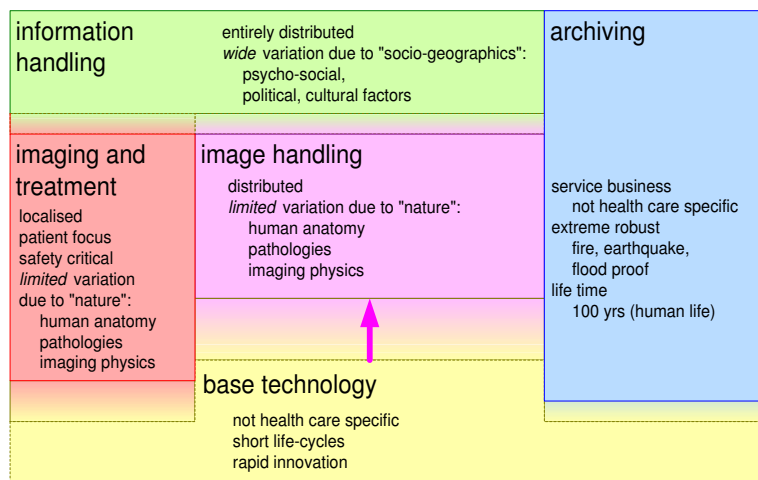 information
handling
entirely distributed
wide variation due to "socio-geographics":
psycho-social,
political, cultural factors
archiving
service business
not health care specific
extreme robust
fire, earthquake,
flood proof
life time
100 yrs (human life)
imaging and
treatment
localised
patient focus
safety critical
limited variation
due to "nature":
human anatomy
pathologies
imaging physics
image handling
distributed
limited variation due to "nature":
human anatomy
pathologies
imaging physics
base technology
not health care specific
short life-cycles
rapid innovation